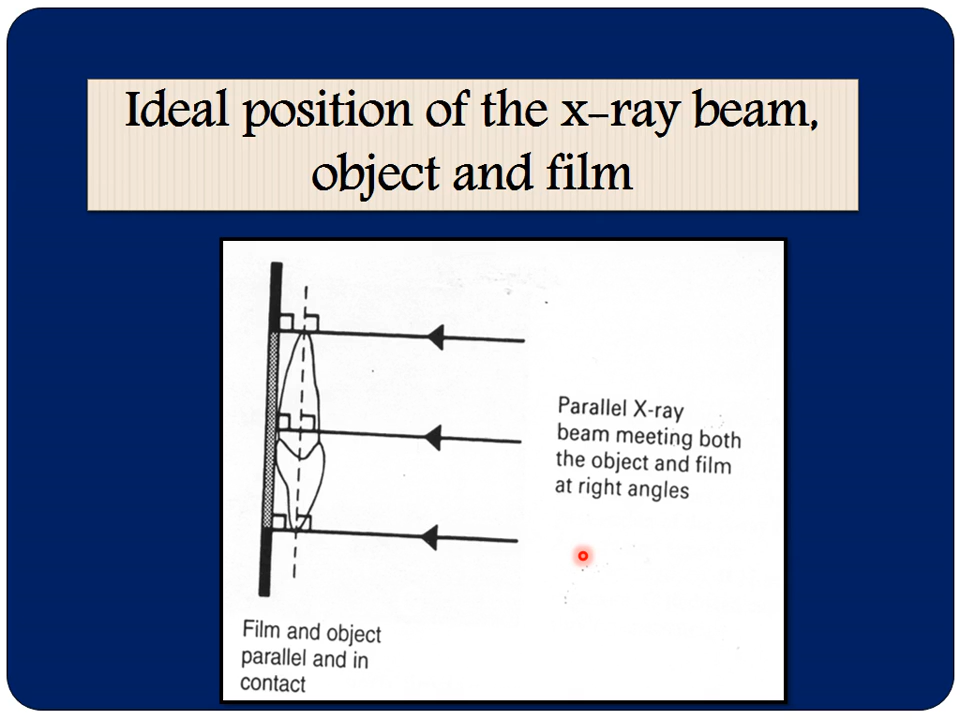 Ideal position of the x-ray beam,
object and film
Parallel X-ray
beam meeting both
the object and film
at right angles
Film and object
parallel and in
contact